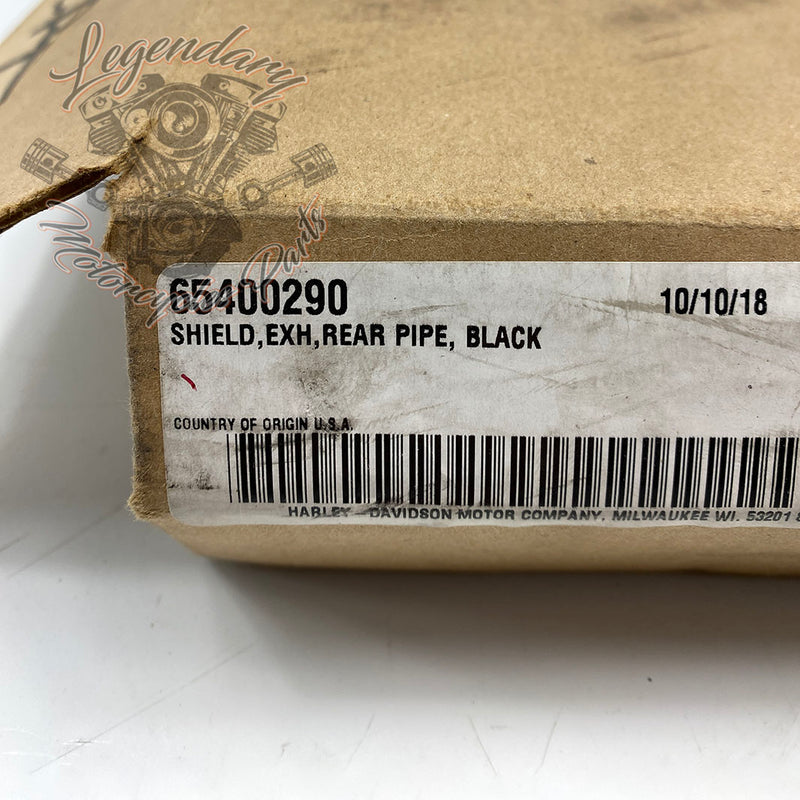 Legendary
Motorcycle Parts
65400290 10/10/18
SHIELD,EXH,REAR PIPE, BLACK
COUNTRY OF ORIGIN U.S.A.
HARLEY - DAVIDSON MOTOR COMPANY, MILWAUKEE WI. 53201